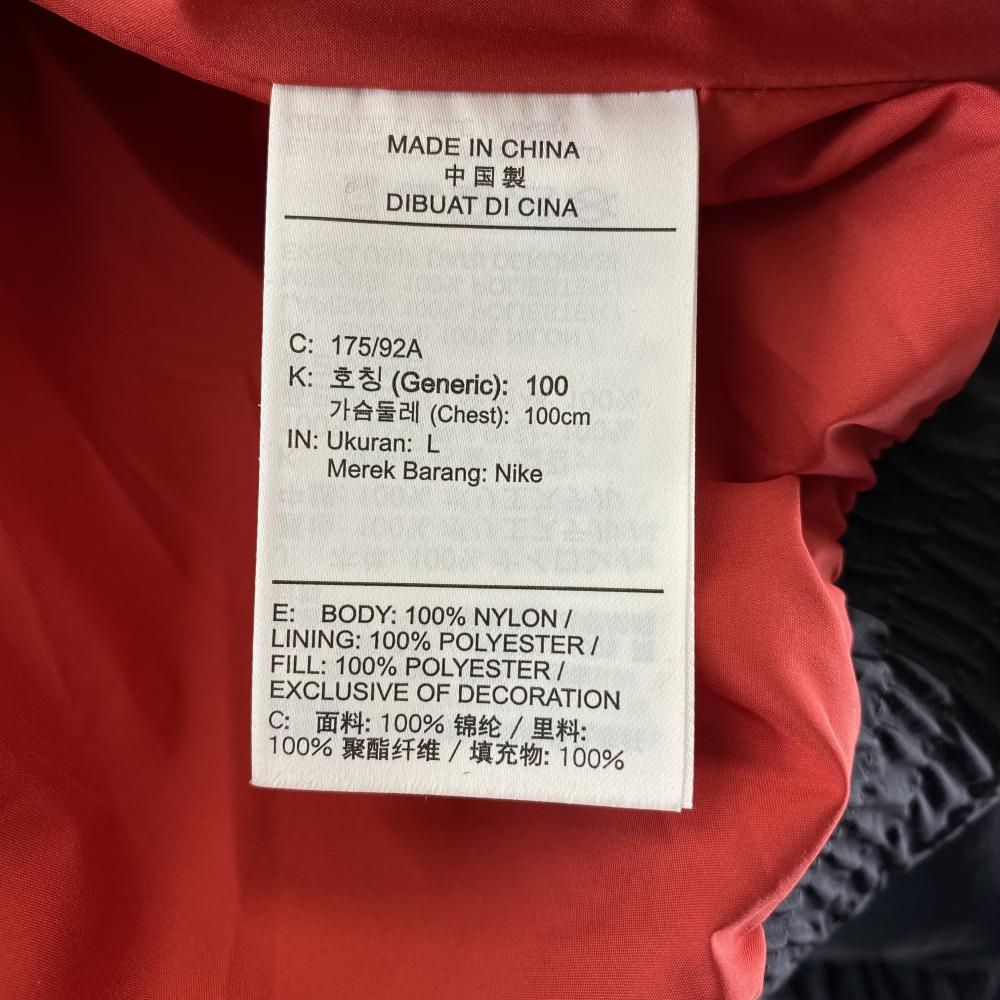 MADE IN CHINA
中国製
DIBUAT DI CINA
C: 175/92A
K: 호칭 (Generic): 100
가슴둘레 (Chest): 100cm
IN: Ukuran: L
Merek Barang: Nike
E: BODY: 100% NYLON /
LINING: 100% POLYESTER /
FILL: 100% POLYESTER /
EXCLUSIVE OF DECORATION
C: 面料: 100% 锦纶 / 里料:
100% 聚酯纤维 / 填充物: 100%